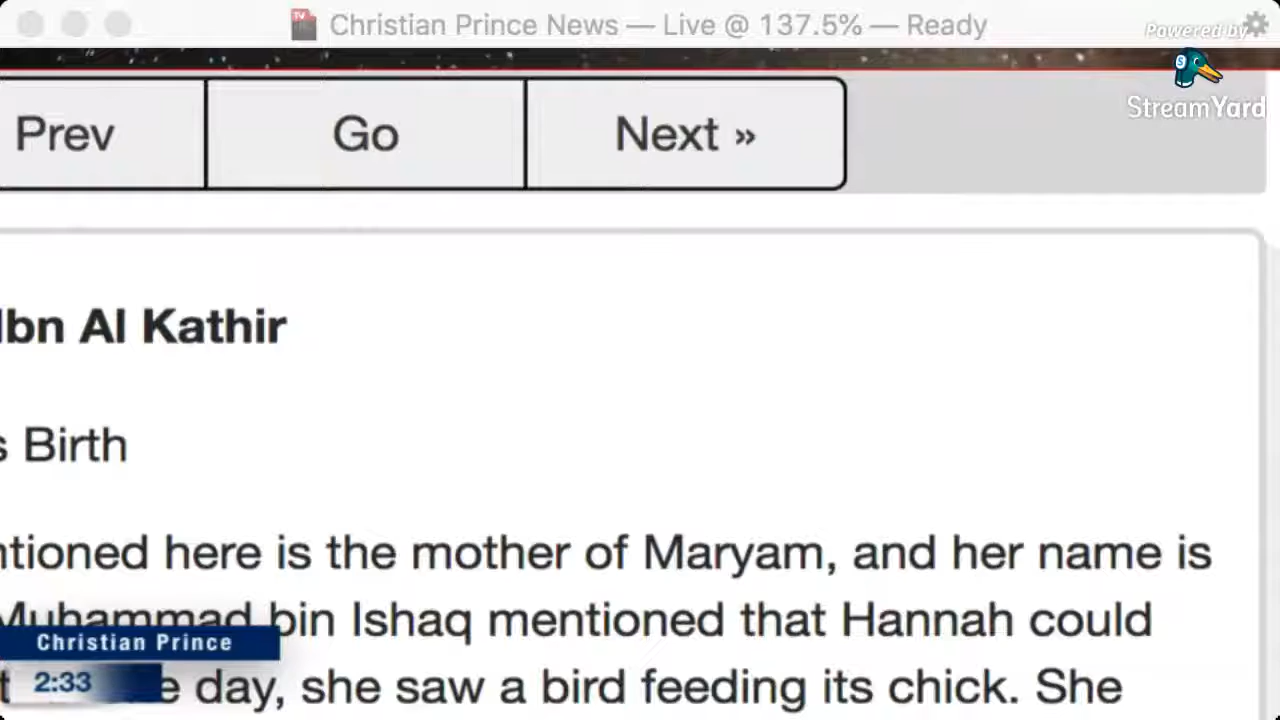 Christian Prince News — Live @ 137.5% — Ready
Powered by
StreamYard
Prev
Go
Next »
Ibn Al Kathir
s Birth
ntioned here is the mother of Maryam, and her name is
Muhammad bin Ishaq mentioned that Hannah could
Christian Prince
e day, she saw a bird feeding its chick. She
2:33